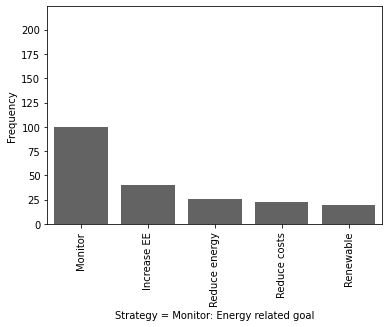 200
175
150
125
100
75
50
25
0
Frequency
Monitor
Increase EE
Reduce energy
Reduce costs
Renewable
Strategy = Monitor: Energy related goal